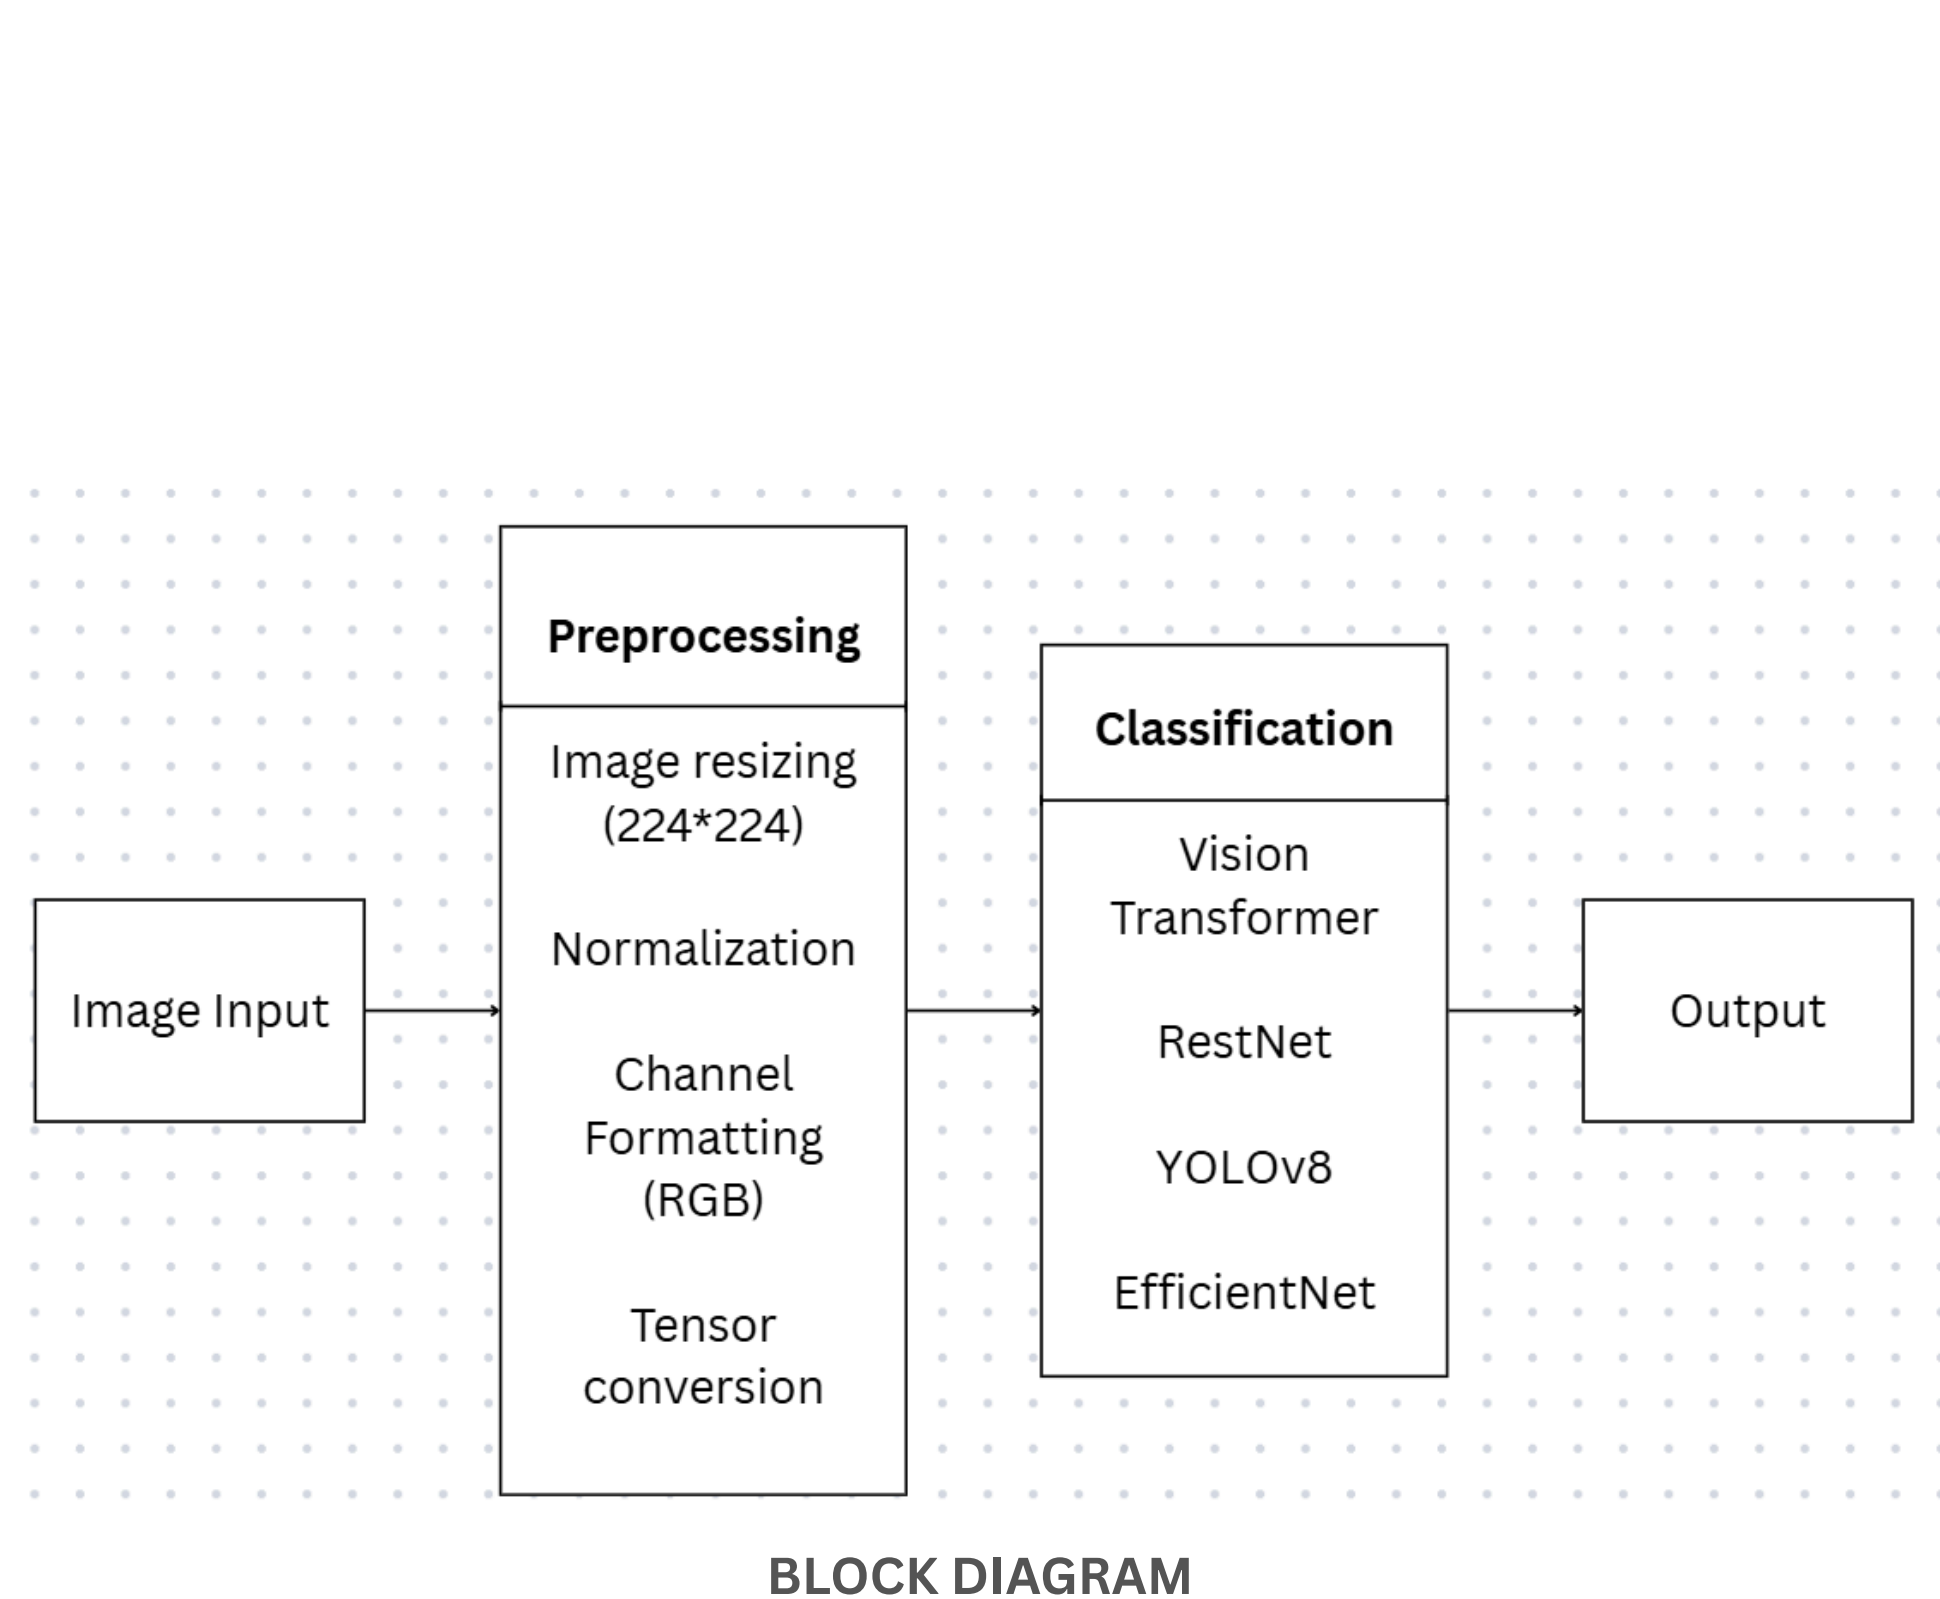 Preprocessing
Image resizing
(224*224)
Normalization
Channel
Formatting
(RGB)
Tensor
conversion
Classification
Vision
Transformer
RestNet
YOLOv8
EfficientNet
Image Input
Output
BLOCK DIAGRAM